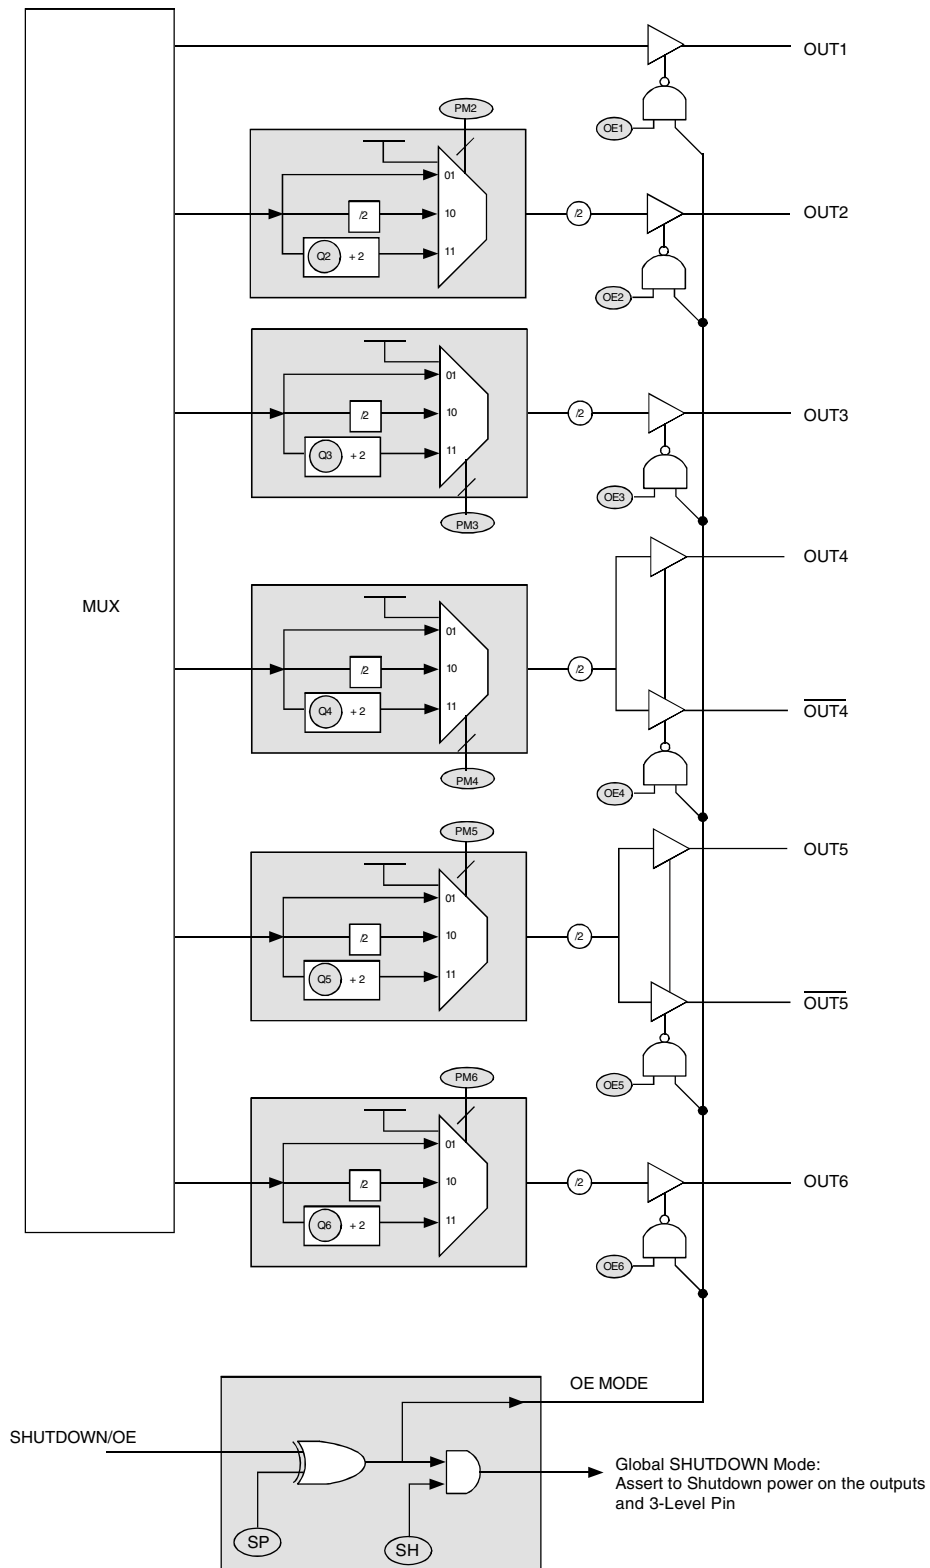 OUT1
OE1
PM2
01
/2
10
Q2 + 2
11
/2
OUT2
OE2
01
/2
10
Q3 + 2
11
PM3
/2
OUT3
OE3
MUX
01
/2
10
Q4 + 2
11
PM4
/2
OUT4
OUT4
OE4
PM5
01
/2
10
Q5 + 2
11
/2
OUT5
OUT5
OE5
PM6
01
/2
10
Q6 + 2
11
/2
OUT6
OE6
OE MODE
SHUTDOWN/OE
SP
SH
Global SHUTDOWN Mode:
Assert to Shutdown power on the outputs
and 3-Level Pin